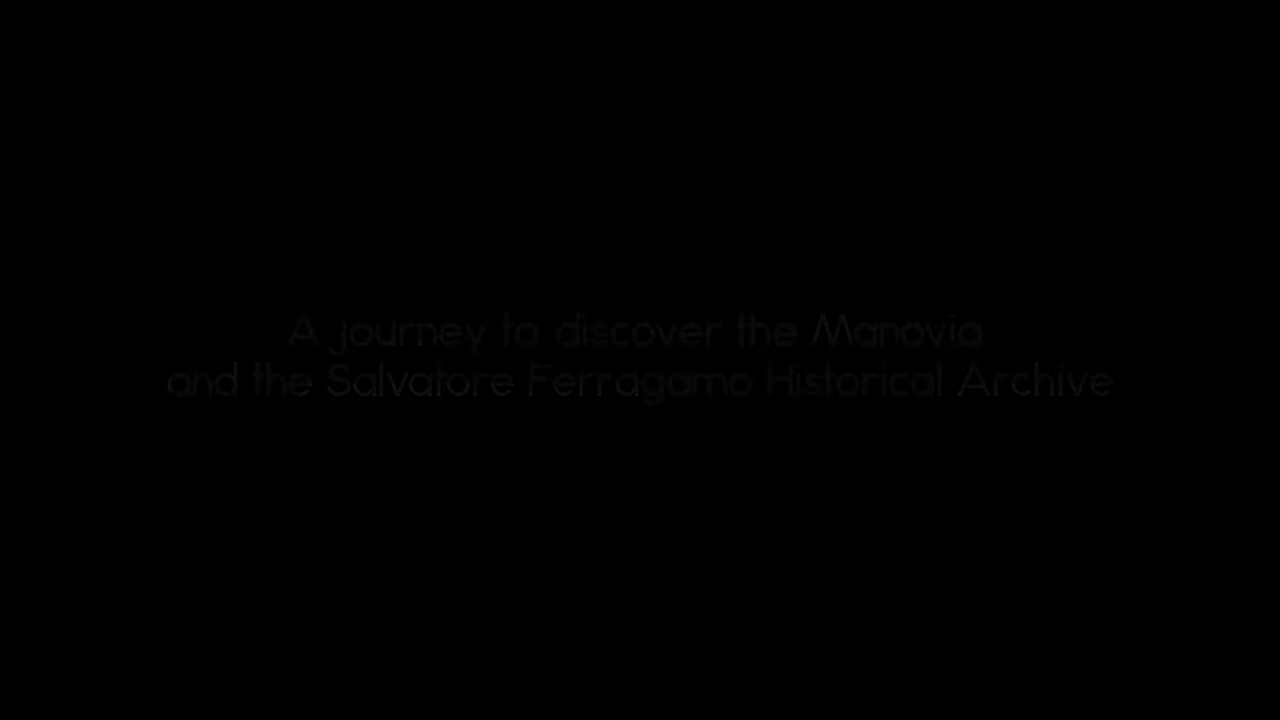 A journey to discover the Manovia
and the Salvatore Ferragamo Historical Archive